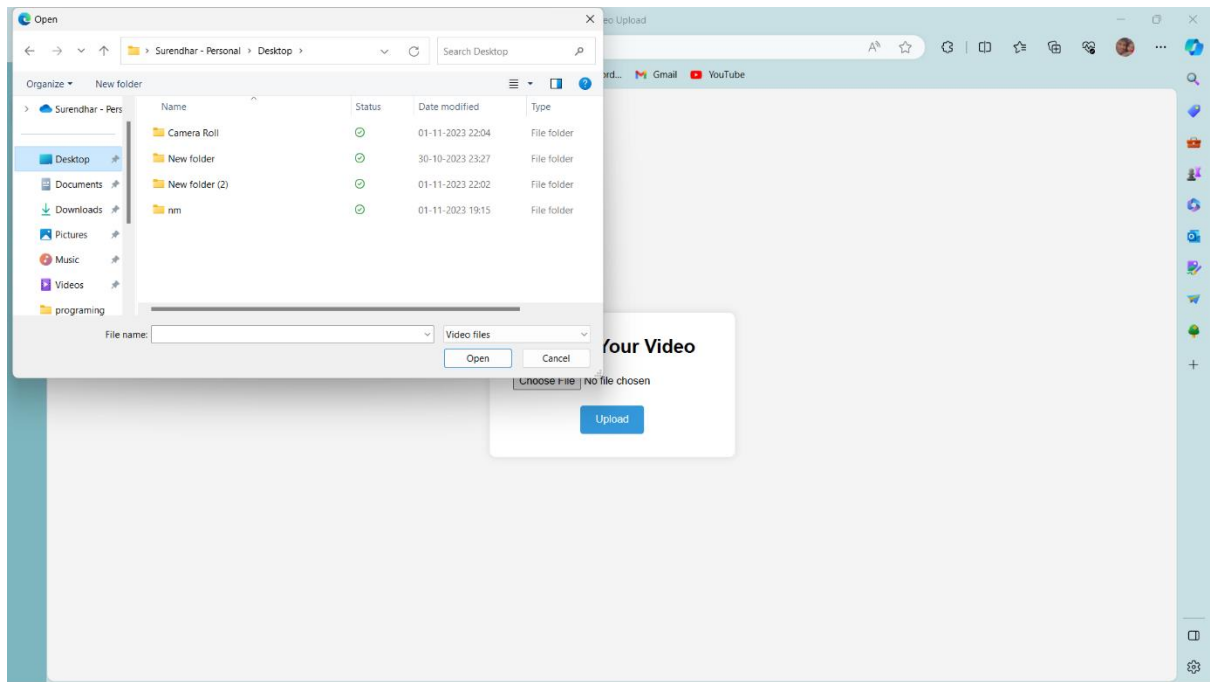 Open
eo Upload
Surendhar - Personal > Desktop >
Search Desktop
Organize
New folder
ord...
Gmail
YouTube
Surendhar - Pers
Name
Status
Date modified
Type
Camera Roll
01-11-2023 22:04
File folder
Desktop
New folder
30-10-2023 23:27
File folder
Documents
New folder (2)
01-11-2023 22:02
File folder
Downloads
nm
01-11-2023 19:15
File folder
Pictures
Music
Videos
programing
File name:
Video files
Open
Cancel
Your Video
Choose File
No file chosen
Upload